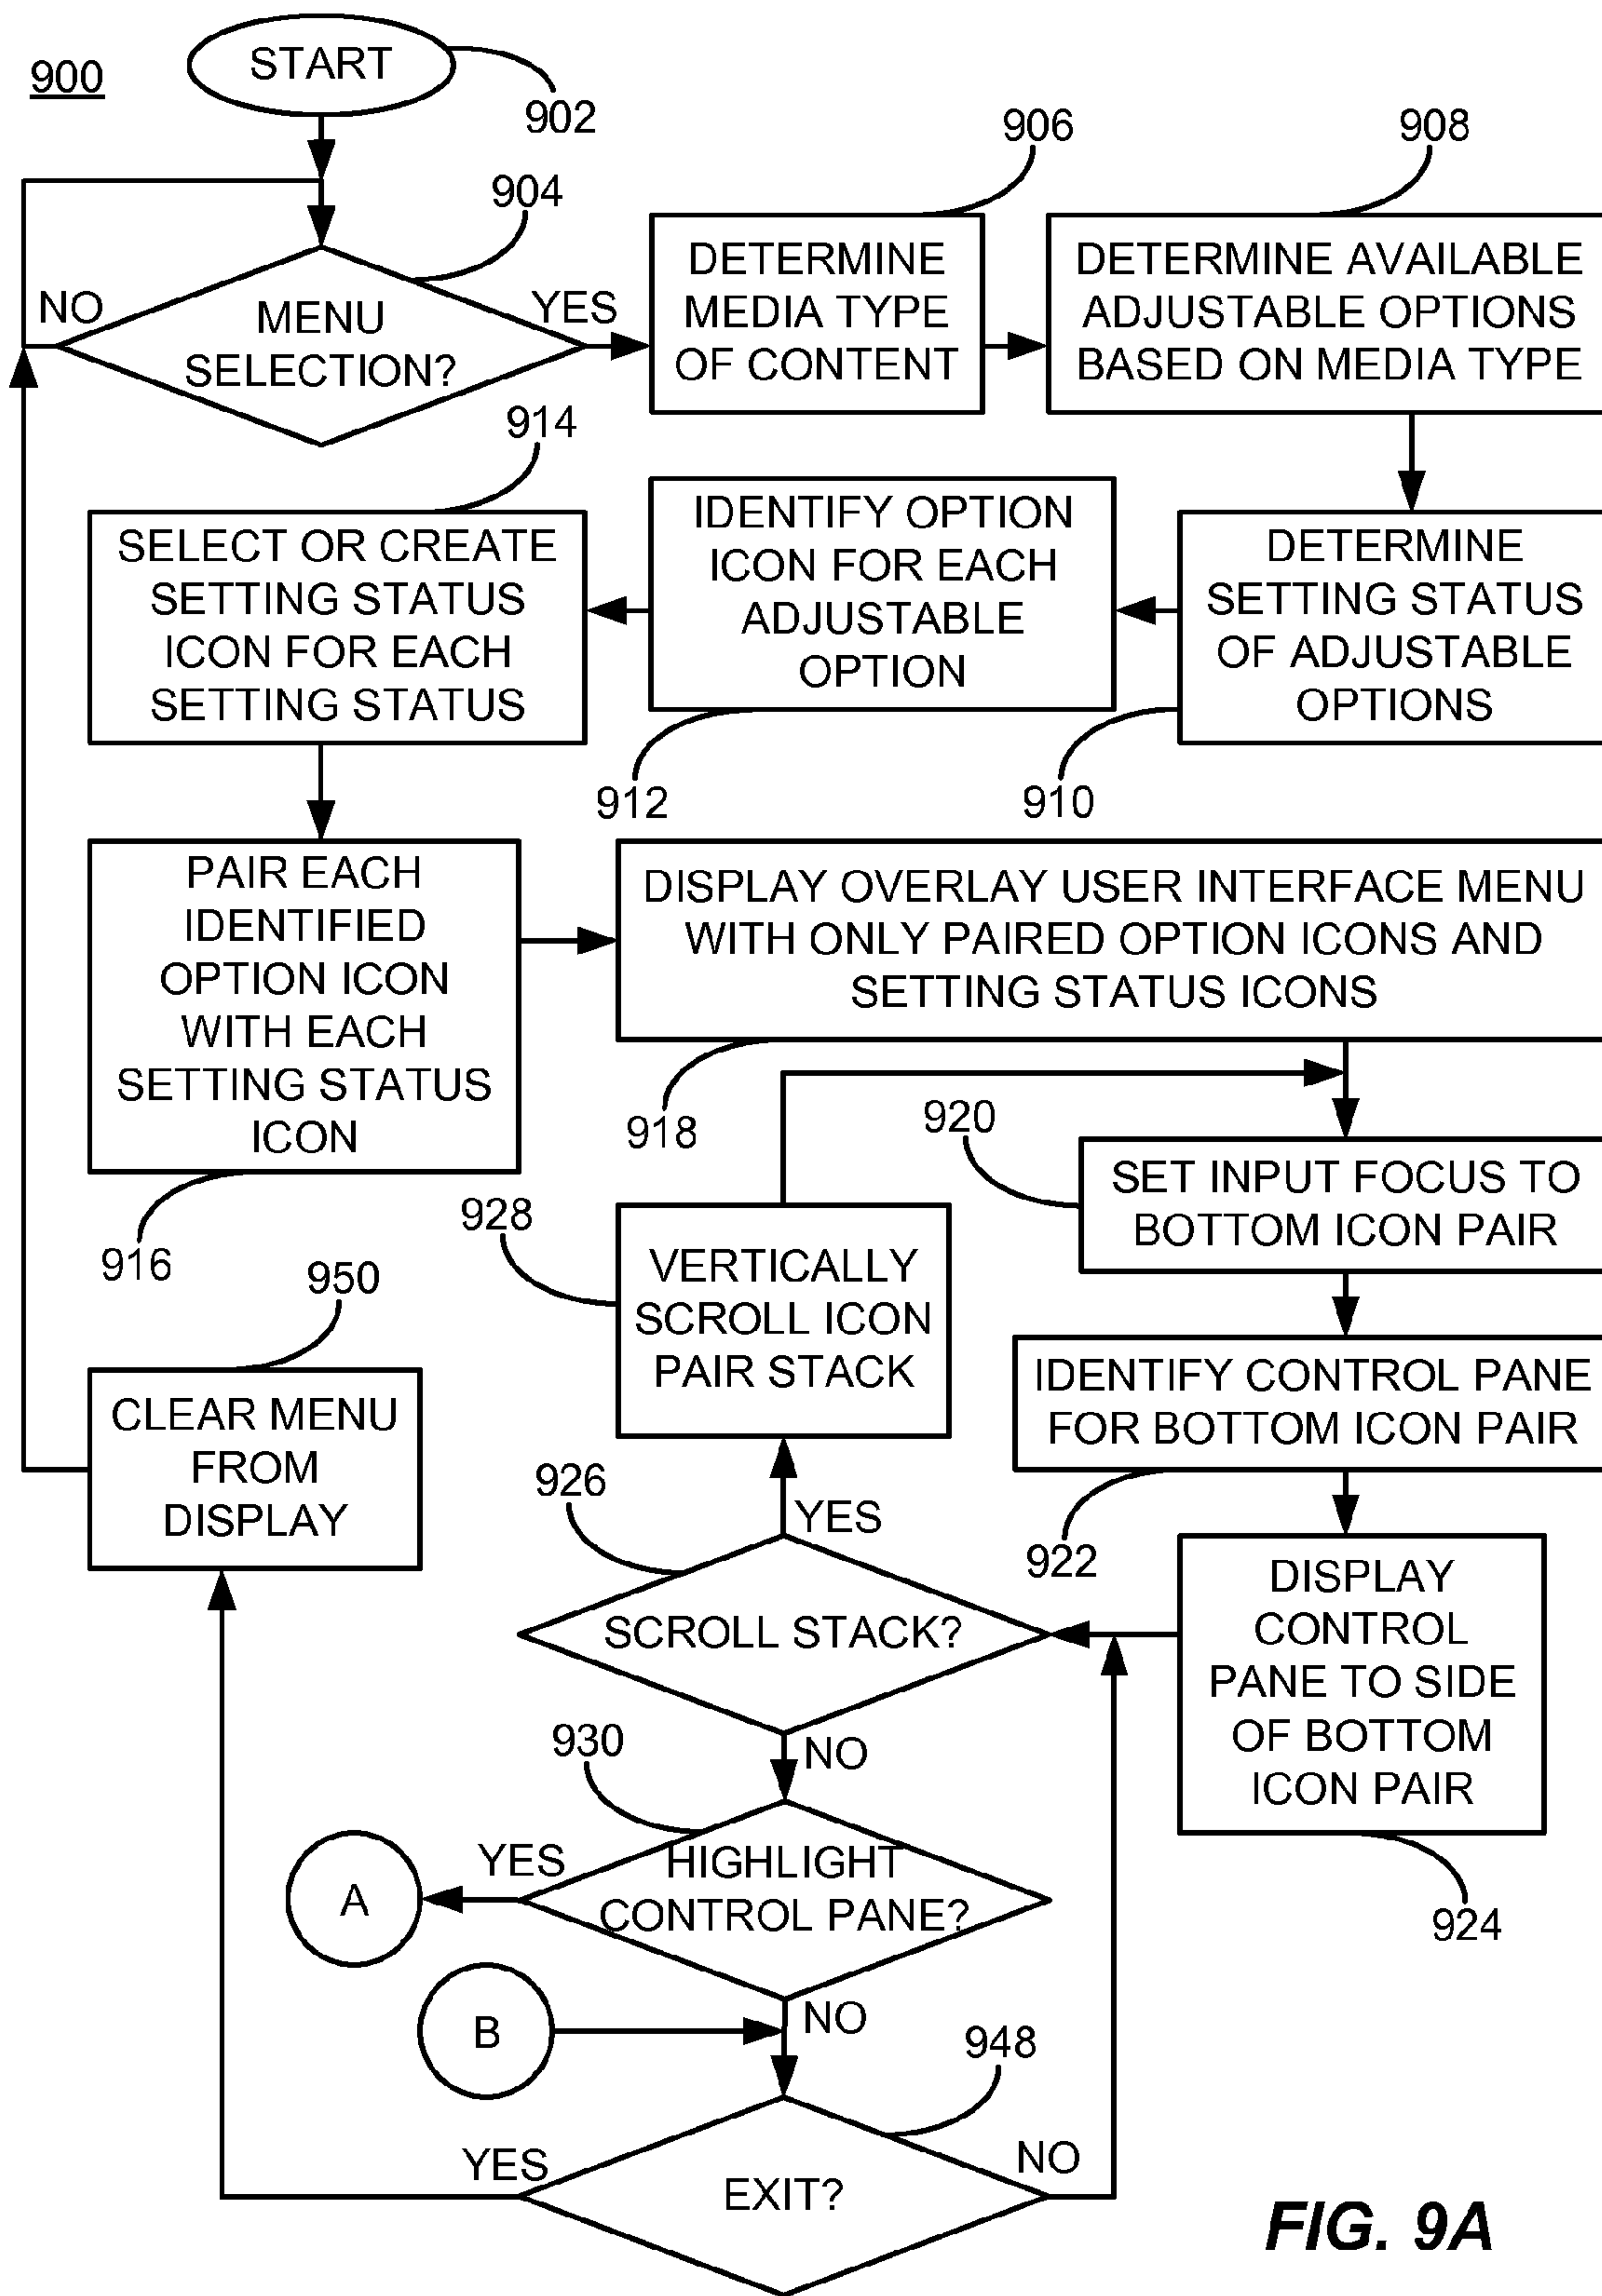 900
START
902
904
MENU
SELECTION?
NO
YES
906
DETERMINE
MEDIA TYPE
OF CONTENT
908
DETERMINE AVAILABLE
ADJUSTABLE OPTIONS
BASED ON MEDIA TYPE
DETERMINE
SETTING STATUS
OF ADJUSTABLE
OPTIONS
910
IDENTIFY OPTION
ICON FOR EACH
ADJUSTABLE
OPTION
912
914
SELECT OR CREATE
SETTING STATUS
ICON FOR EACH
SETTING STATUS
PAIR EACH
IDENTIFIED
OPTION ICON
WITH EACH
SETTING STATUS
ICON
916
DISPLAY OVERLAY USER INTERFACE MENU
WITH ONLY PAIRED OPTION ICONS AND
SETTING STATUS ICONS
918
920
SET INPUT FOCUS TO
BOTTOM ICON PAIR
IDENTIFY CONTROL PANE
FOR BOTTOM ICON PAIR
922
DISPLAY
CONTROL
PANE TO SIDE
OF BOTTOM
ICON PAIR
924
926
SCROLL STACK?
YES
NO
928
VERTICALLY
SCROLL ICON
PAIR STACK
930
HIGHLIGHT
CONTROL PANE?
YES
NO
A
B
948
EXIT?
YES
NO
950
CLEAR MENU
FROM
DISPLAY
FIG. 9A